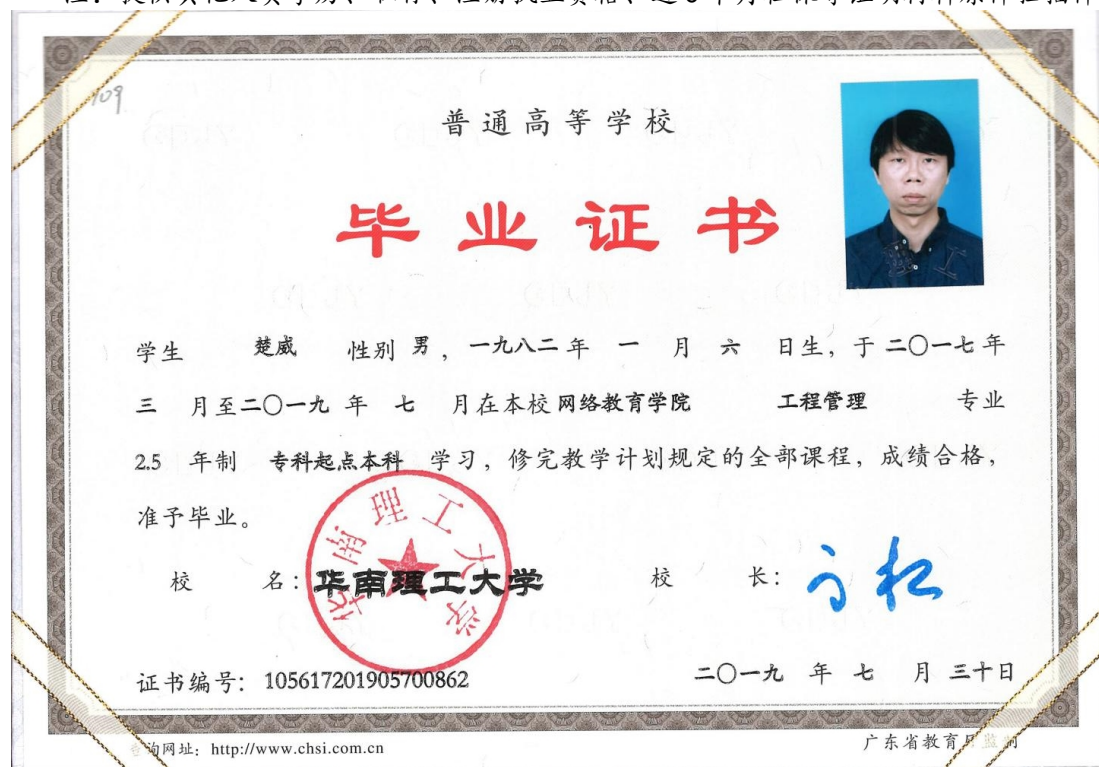 109
普通高等学校
毕业证书
学生 楚威 性别 男 ，一九八二 年 一 月 六 日生，于 二〇一七 年
三 月至 二〇一九 年 七 月在本校 网络教育学院 工程管理 专业
2.5 年制 专科起点本科 学习，修完教学计划规定的全部课程，成绩合格，
准予毕业。
华南理工大学
校 名：华南理工大学 校 长：
证书编号：105617201905700862 二〇一九 年 七 月 三十日
查询网址：http://www.chsi.com.cn 广东省教育厅监制